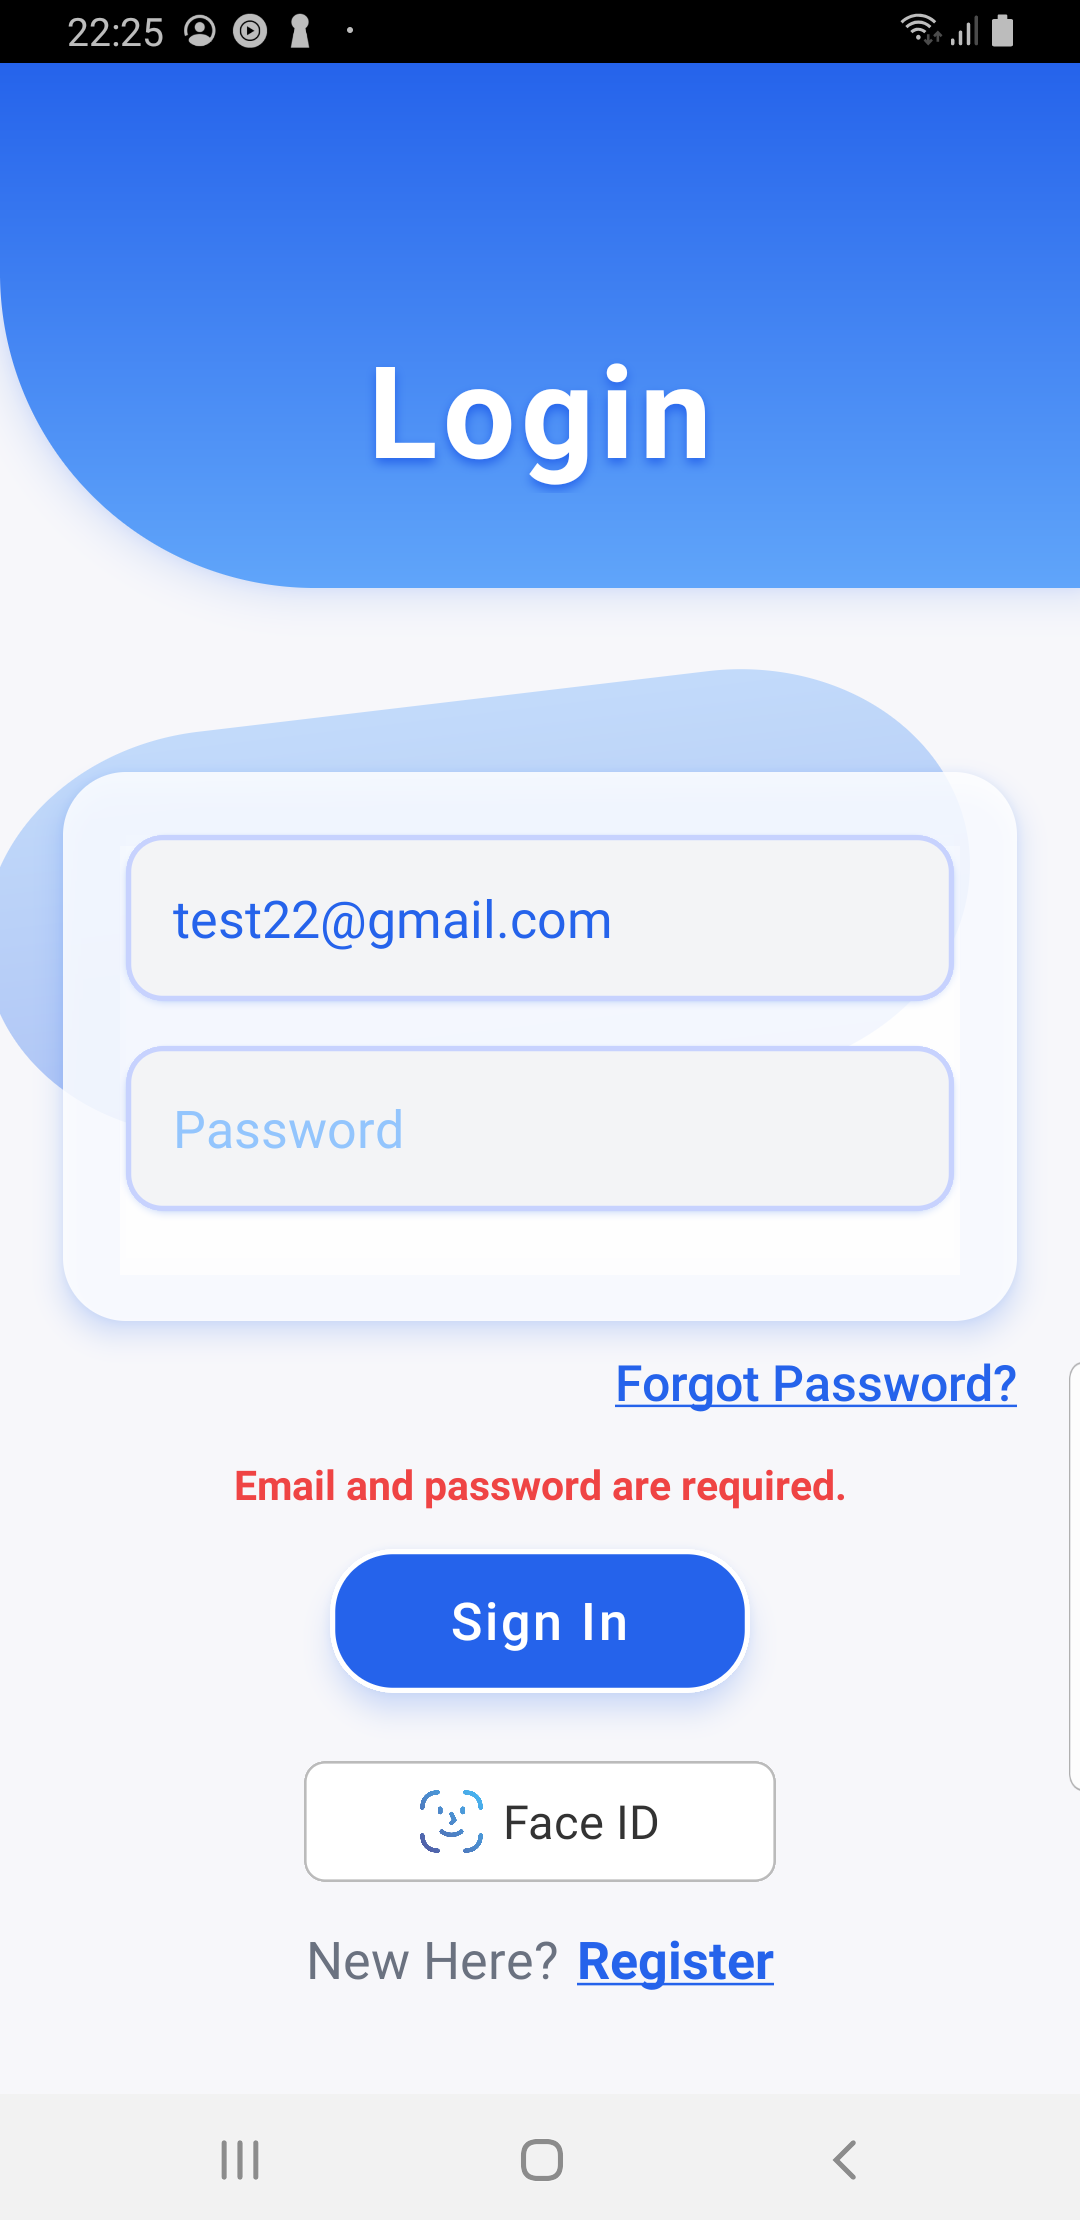 22:25
Login
test22@gmail.com
Password
Forgot Password?
Email and password are required.
Sign In
Face ID
New Here? Register